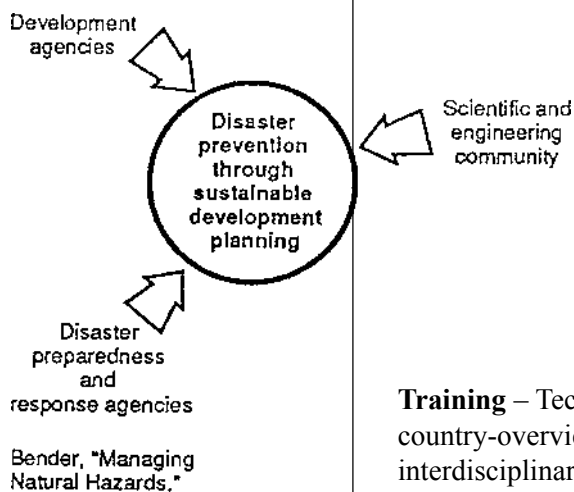 Development
agencies
Disaster
prevention
through
sustainable
development
planning
Scientific and
engineering
community
Disaster
preparedness
and
response agencies
Bender, "Managing
Natural Hazards,"
Training – Tec
country-overvie
interdisciplinar